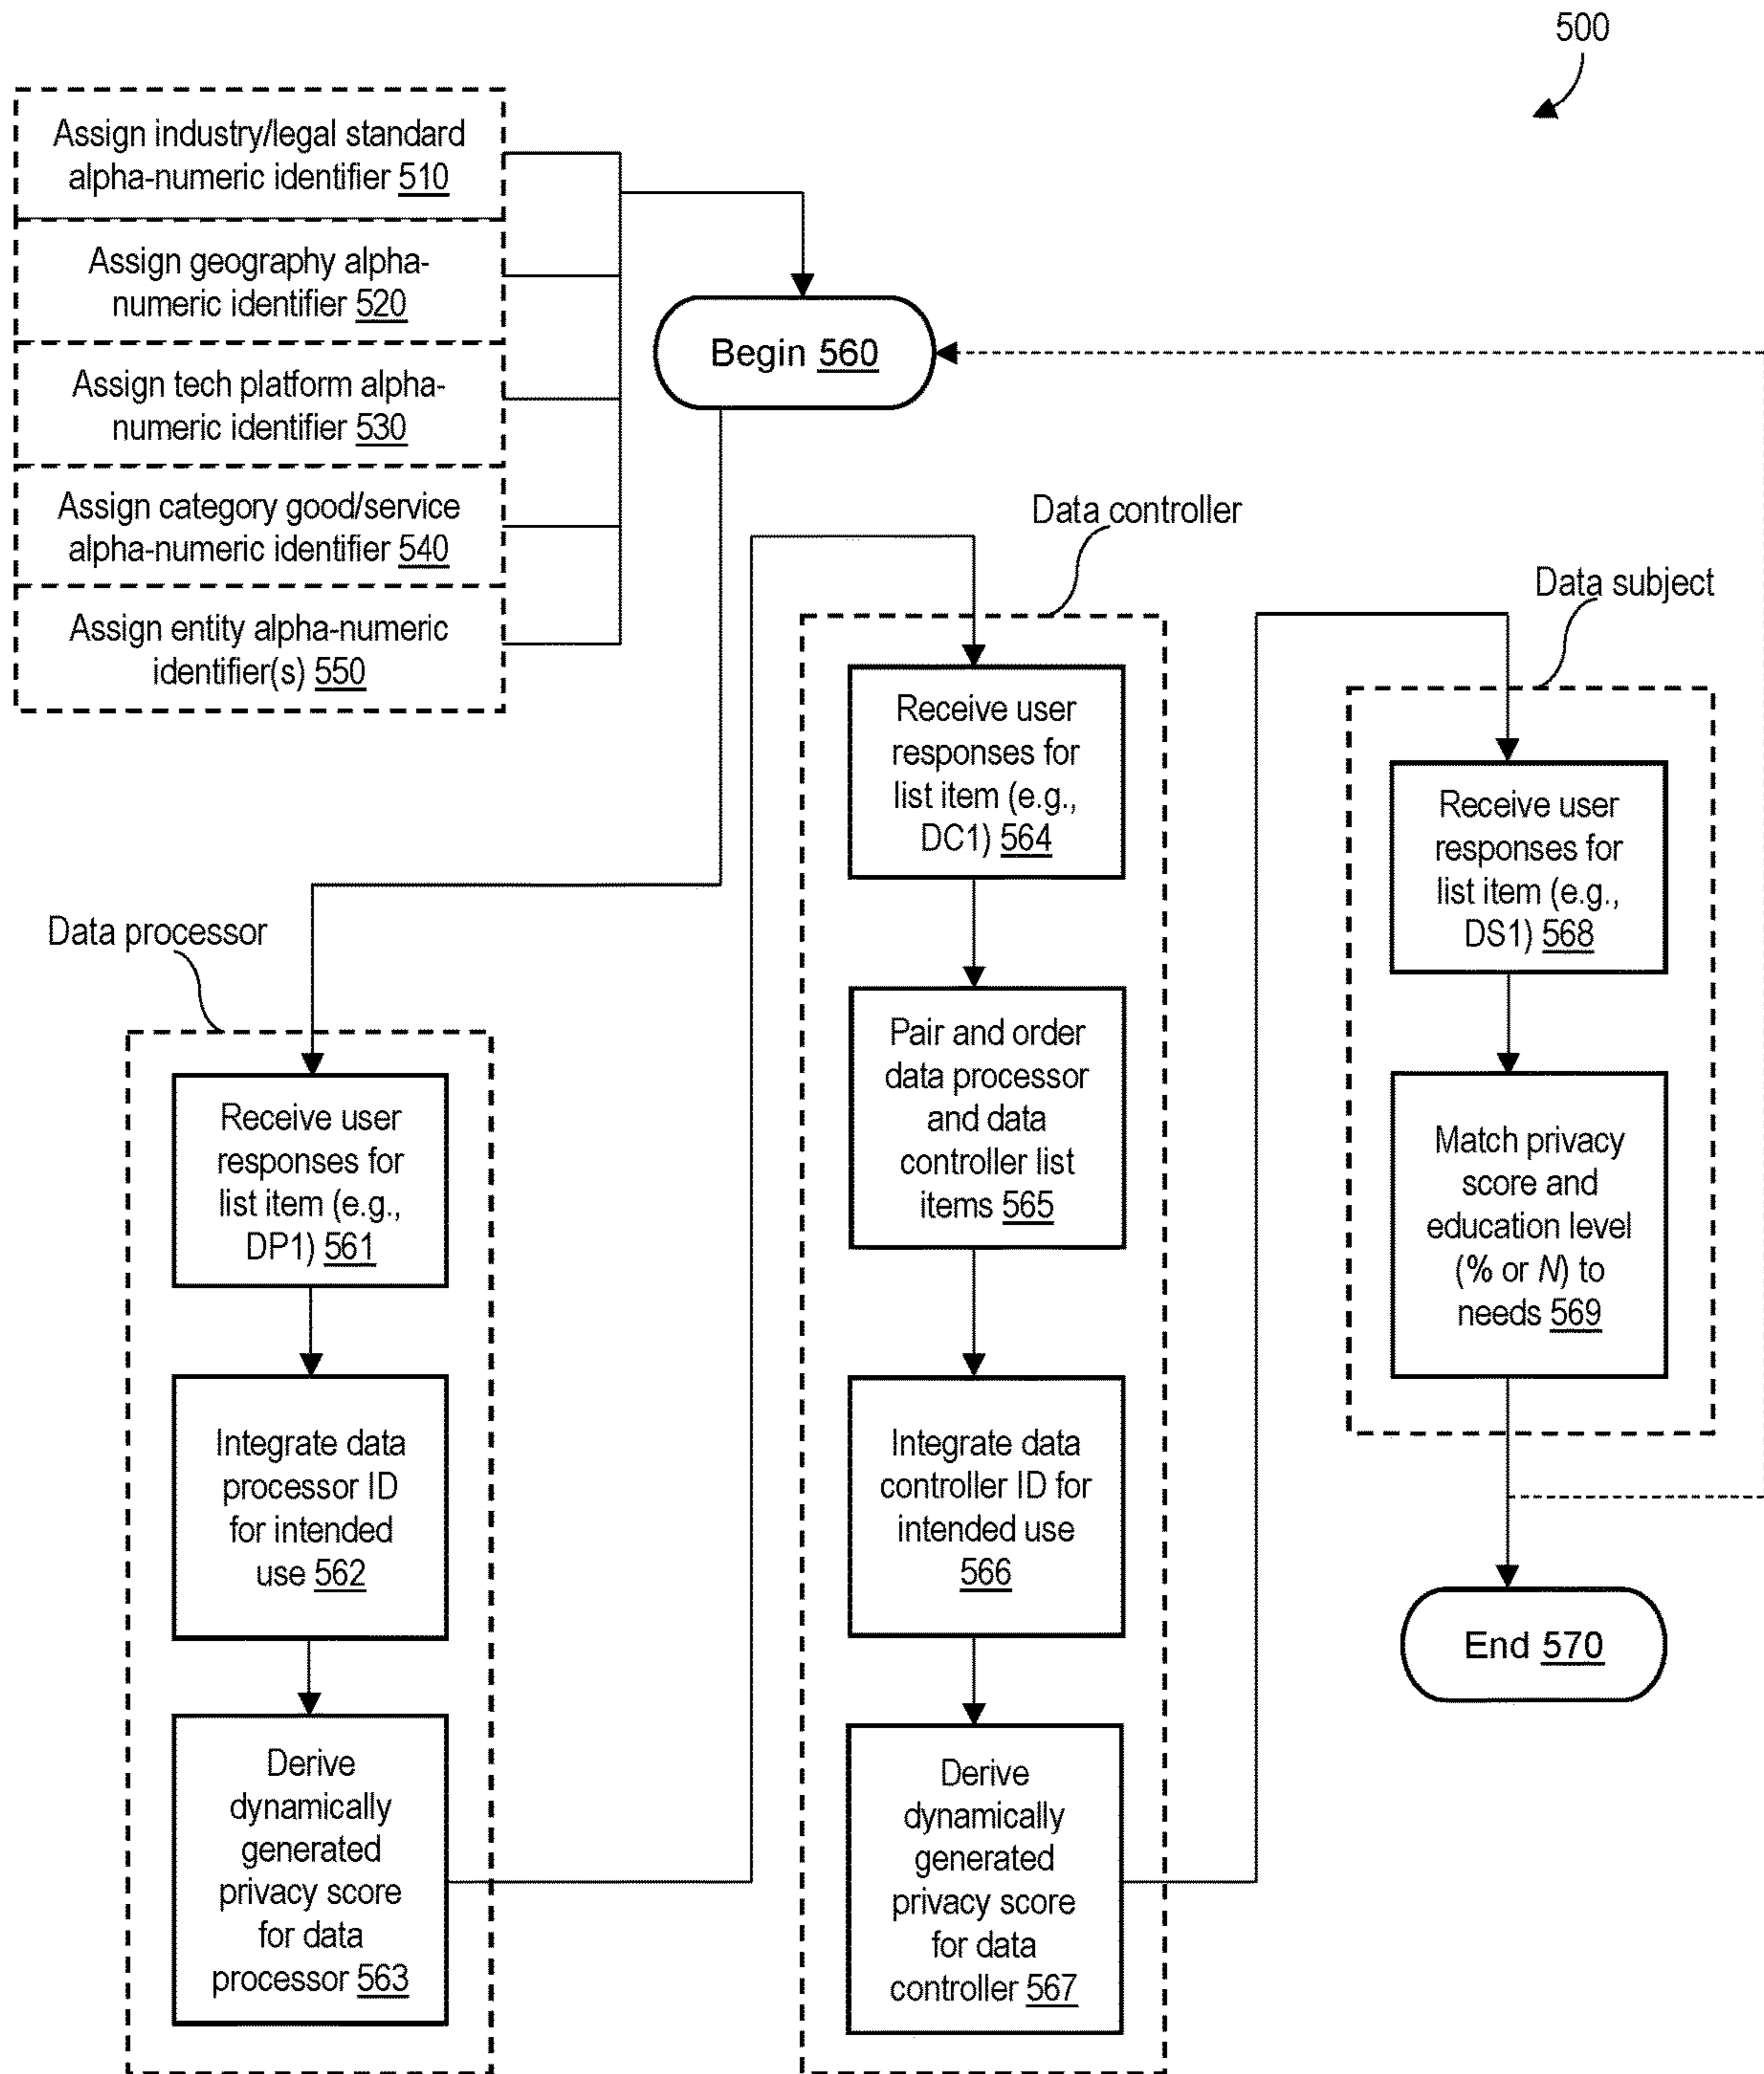 500
Assign industry/legal standard
alpha-numeric identifier 510
Assign geography alpha-
numeric identifier 520
Assign tech platform alpha-
numeric identifier 530
Assign category good/service
alpha-numeric identifier 540
Assign entity alpha-numeric
identifier(s) 550
Begin 560
Data processor
Receive user
responses for
list item (e.g.,
DP1) 561
Integrate data
processor ID
for intended
use 562
Derive
dynamically
generated
privacy score
for data
processor 563
Data controller
Receive user
responses for
list item (e.g.,
DC1) 564
Pair and order
data processor
and data
controller list
items 565
Integrate data
controller ID for
intended use
566
Derive
dynamically
generated
privacy score
for data
controller 567
Data subject
Receive user
responses for
list item (e.g.,
DS1) 568
Match privacy
score and
education level
(% or N) to
needs 569
End 570